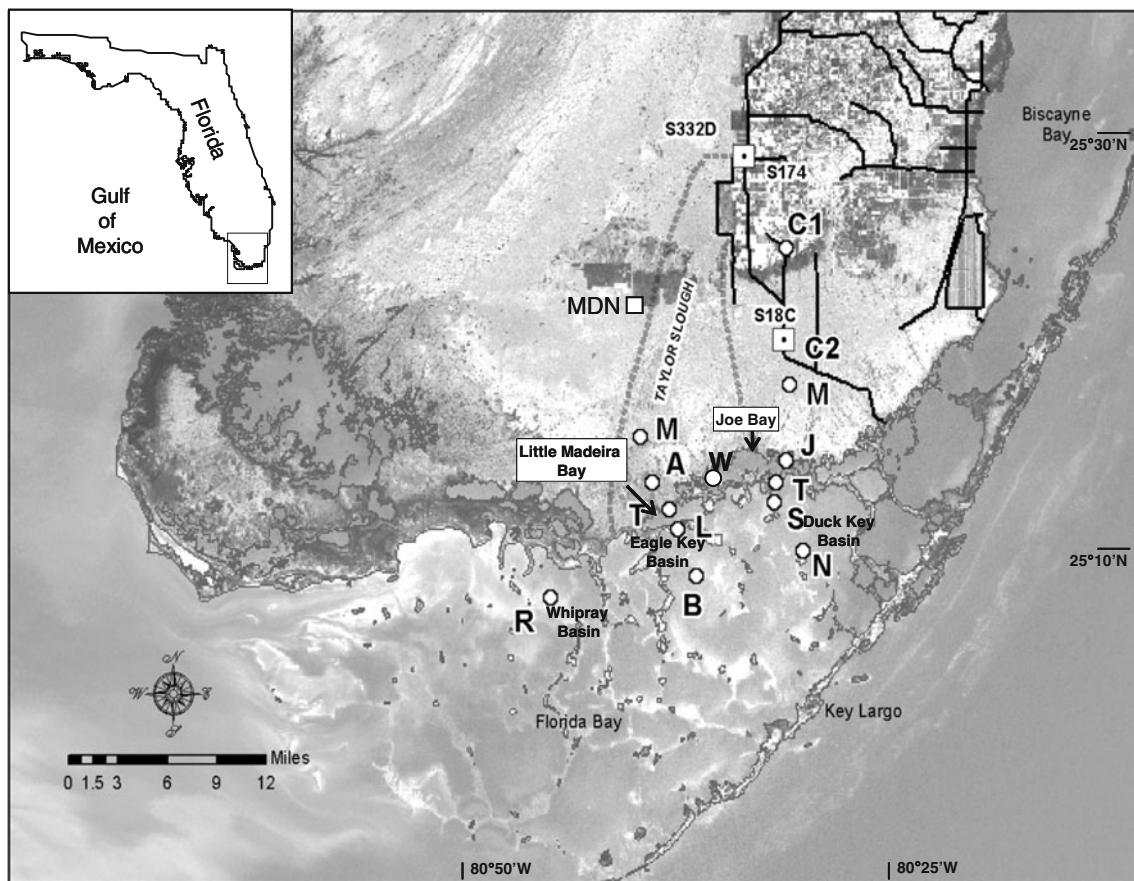 Florida
Gulf
of
Mexico
Biscayne
Bay
25°30'N
S332D
S174
C1
MDN
TAYLOR SLOUGH
S18C
C2
M
Joe Bay
M
Little Madeira
Bay
A
W
J
T
T
S
L
Duck Key
Basin
Eagle Key
Basin
N
25°10'N
B
R
Whipray
Basin
N
W
E
Florida Bay
Key Largo
Miles
0 1.5 3 6 9 12
80°50'W
80°25'W